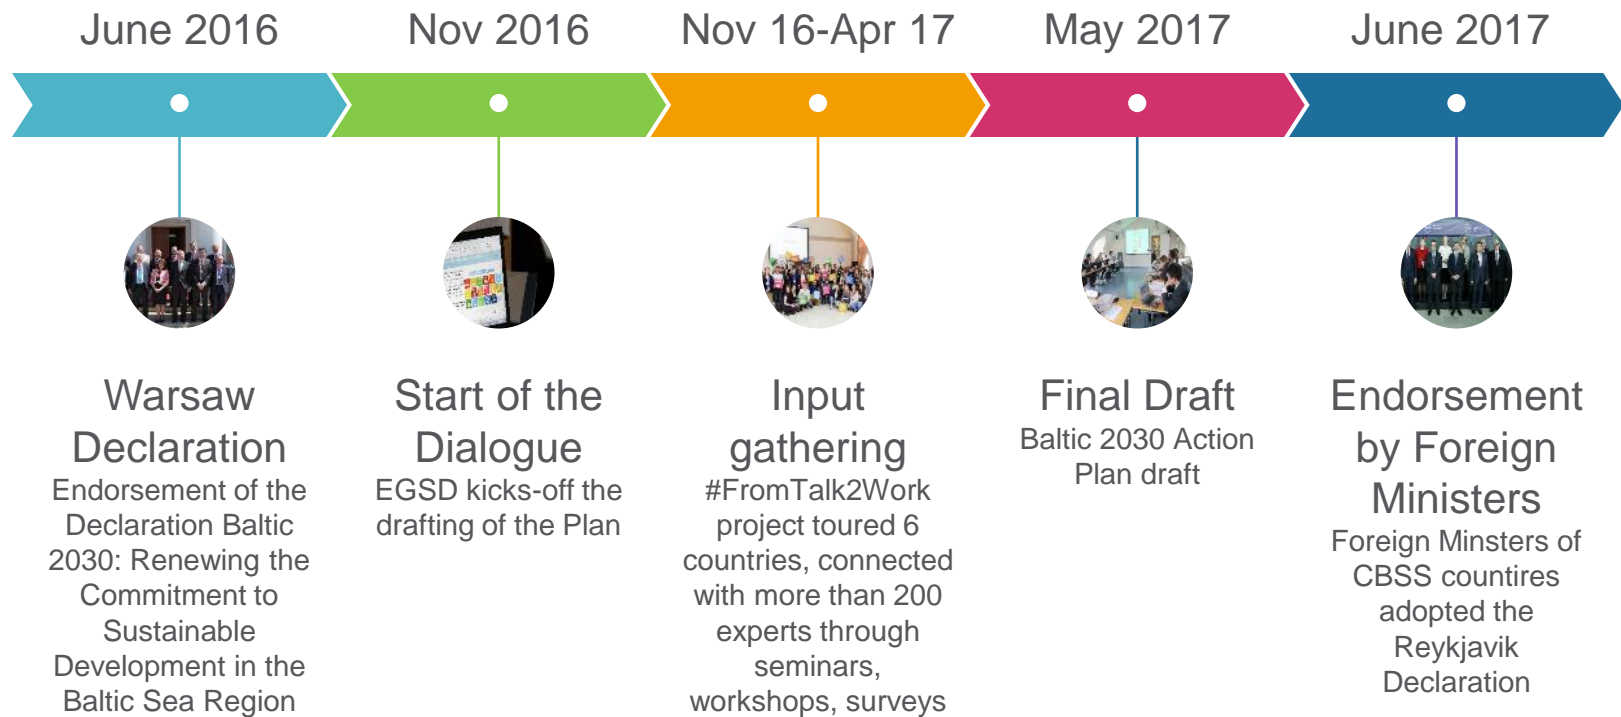 June 2016
Nov 2016
Nov 16-Apr 17
May 2017
June 2017
Warsaw
Declaration
Endorsement of the
Declaration Baltic
2030: Renewing the
Commitment to
Sustainable
Development in the
Baltic Sea Region
Start of the
Dialogue
EGSD kicks-off the
drafting of the Plan
Input
gathering
#FromTalk2Work
project toured 6
countries, connected
with more than 200
experts through
seminars,
workshops, surveys
Final Draft
Baltic 2030 Action
Plan draft
Endorsement
by Foreign
Ministers
Foreign Minsters of
CBSS countires
adopted the
Reykjavik
Declaration